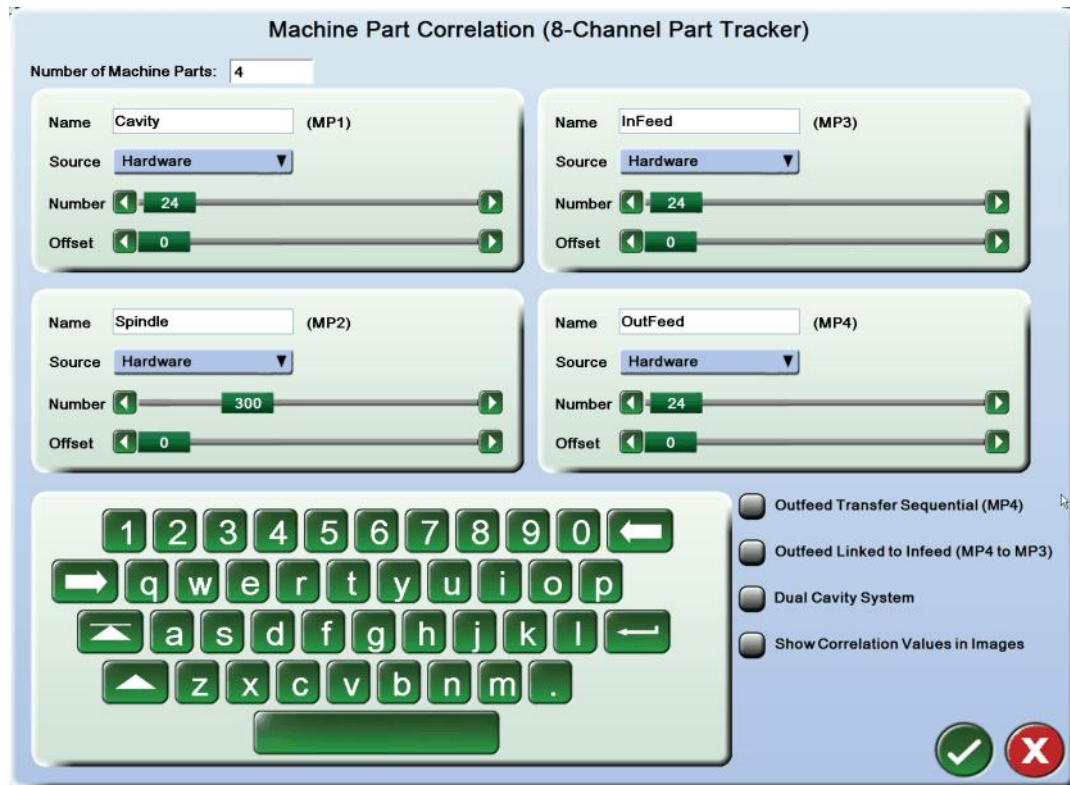 Machine Part Correlation (8-Channel Part Tracker)
Number of Machine Parts: 4
Name Cavity (MP1)
Source Hardware
Number 24
Offset 0
Name InFeed (MP3)
Source Hardware
Number 24
Offset 0
Name Spindle (MP2)
Source Hardware
Number 300
Offset 0
Name OutFeed (MP4)
Source Hardware
Number 24
Offset 0
1 2 3 4 5 6 7 8 9 0
q w e r t y u i o p
a s d f g h j k l
z x c v b n m .
Outfeed Transfer Sequential (MP4)
Outfeed Linked to Infeed (MP4 to MP3)
Dual Cavity System
Show Correlation Values in Images
X